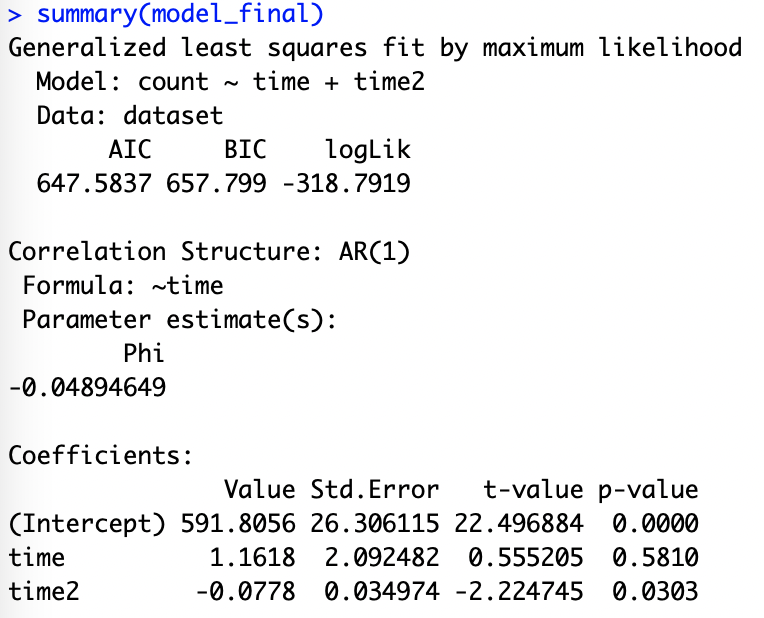 > summary(model_final)
Generalized least squares fit by maximum likelihood
  Model: count ~ time + time2
  Data: dataset
       AIC     BIC    logLik
  647.5837 657.799 -318.7919

Correlation Structure: AR(1)
 Formula: ~time
 Parameter estimate(s):
        Phi
-0.04894649

Coefficients:
               Value Std.Error   t-value p-value
(Intercept) 591.8056 26.306115 22.496884  0.0000
time          1.1618  2.092482  0.555205  0.5810
time2        -0.0778  0.034974 -2.224745  0.0303